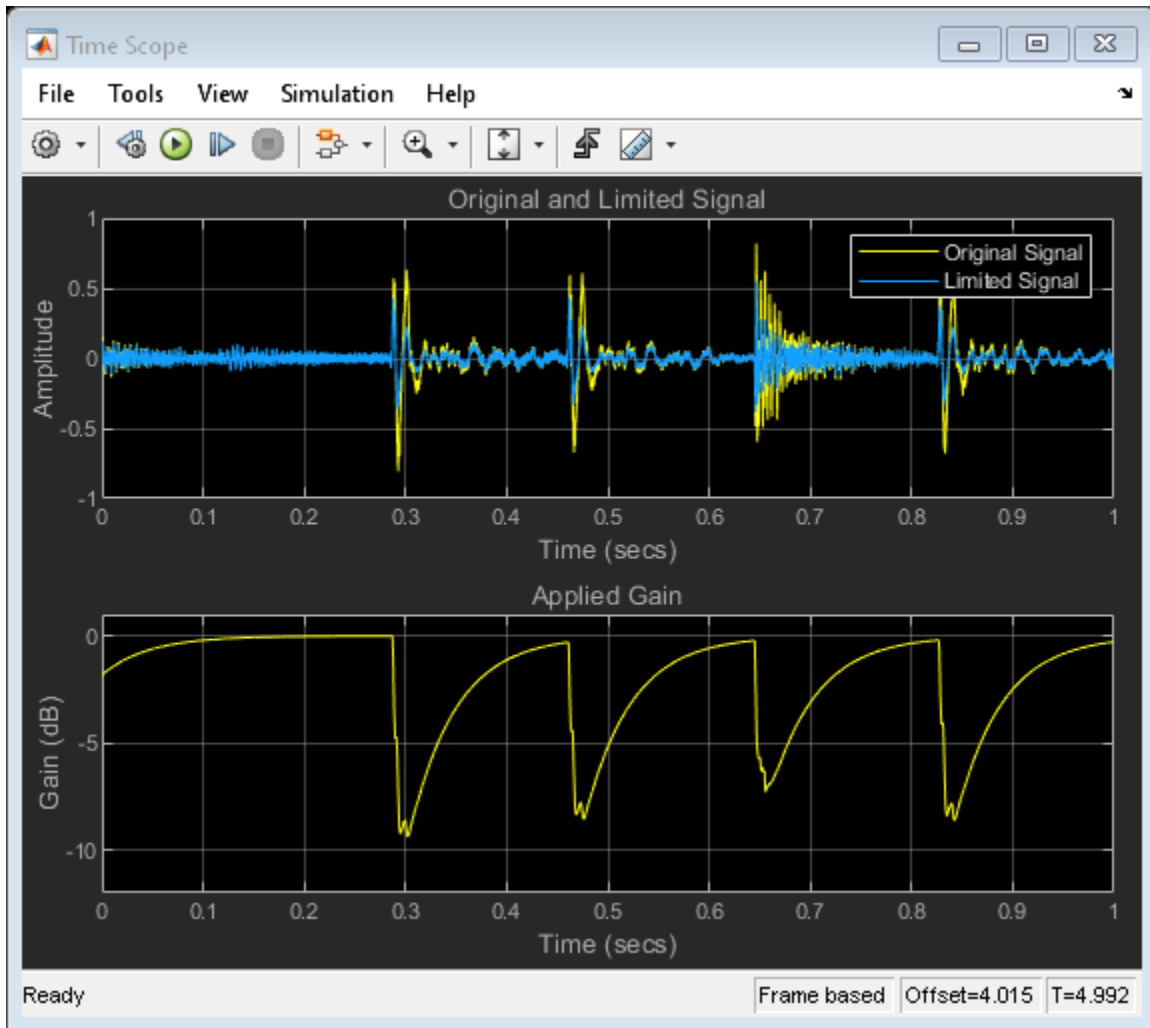 Time Scope
File Tools View Simulation Help
Original and Limited Signal
Original Signal
Limited Signal
Amplitude
1
0.5
0
-0.5
-1
0 0.1 0.2 0.3 0.4 0.5 0.6 0.7 0.8 0.9 1
Time (secs)
Applied Gain
Gain (dB)
0
-5
-10
0 0.1 0.2 0.3 0.4 0.5 0.6 0.7 0.8 0.9 1
Time (secs)
Ready Frame based Offset=4.015 T=4.992